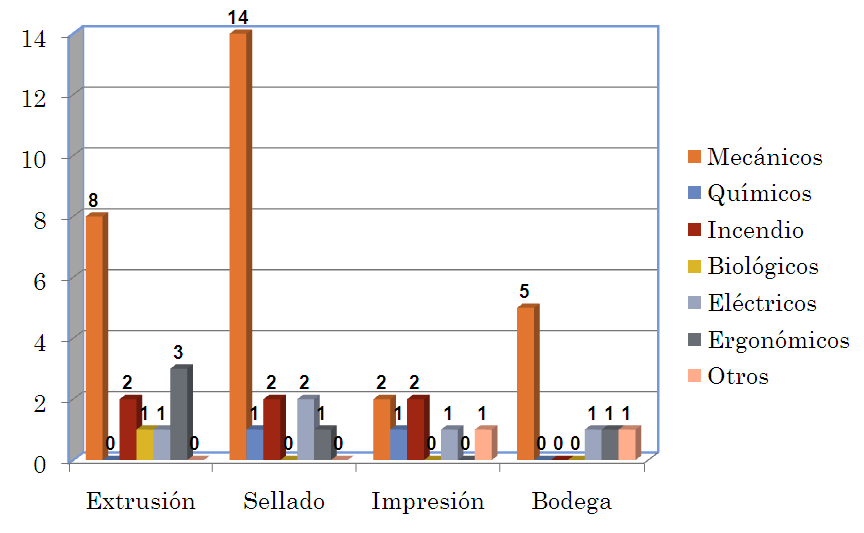 14
12
10
8
6
4
2
0
8 0 2 1 1 3 0
14 1 2 0 2 1 0
2 1 2 0 1 0 1
5 0 0 0 1 1 1
Extrusión Sellado Impresión Bodega
Mecánicos
Químicos
Incendio
Biológicos
Eléctricos
Ergonómicos
Otros